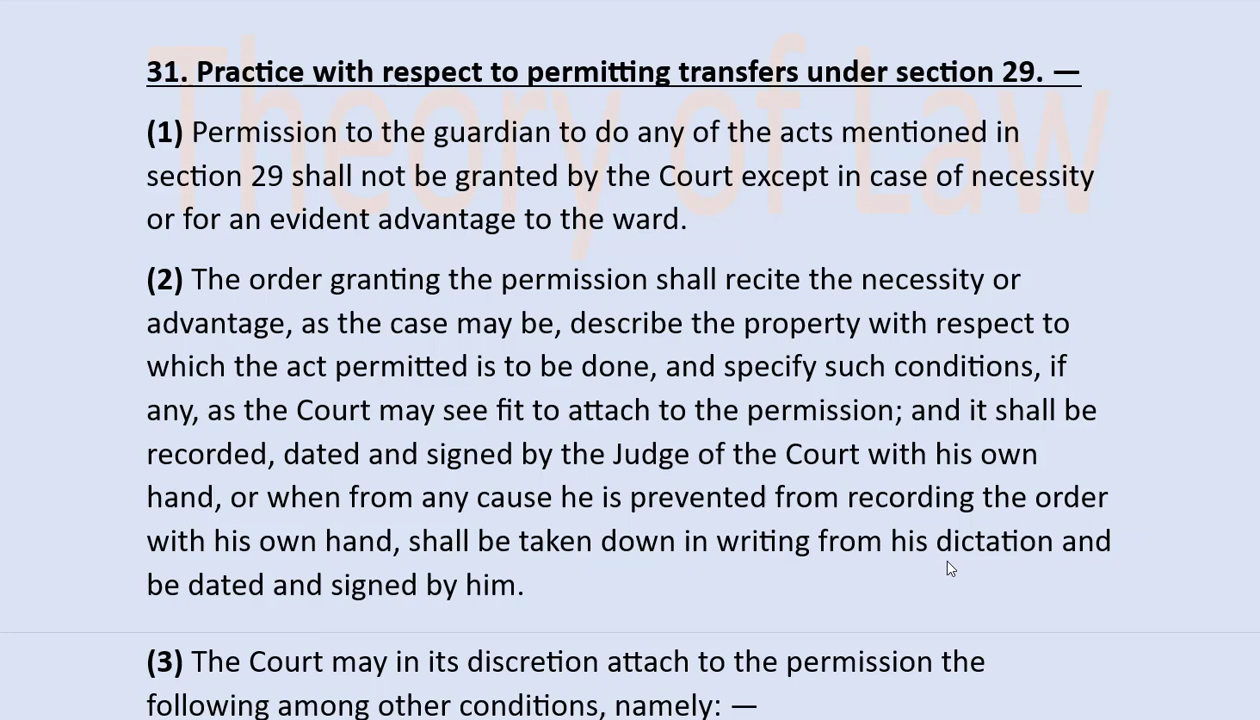 Theory of Law
31. Practice with respect to permitting transfers under section 29. —
(1) Permission to the guardian to do any of the acts mentioned in
section 29 shall not be granted by the Court except in case of necessity
or for an evident advantage to the ward.
(2) The order granting the permission shall recite the necessity or
advantage, as the case may be, describe the property with respect to
which the act permitted is to be done, and specify such conditions, if
any, as the Court may see fit to attach to the permission; and it shall be
recorded, dated and signed by the Judge of the Court with his own
hand, or when from any cause he is prevented from recording the order
with his own hand, shall be taken down in writing from his dictation and
be dated and signed by him.
(3) The Court may in its discretion attach to the permission the
following among other conditions, namely: —